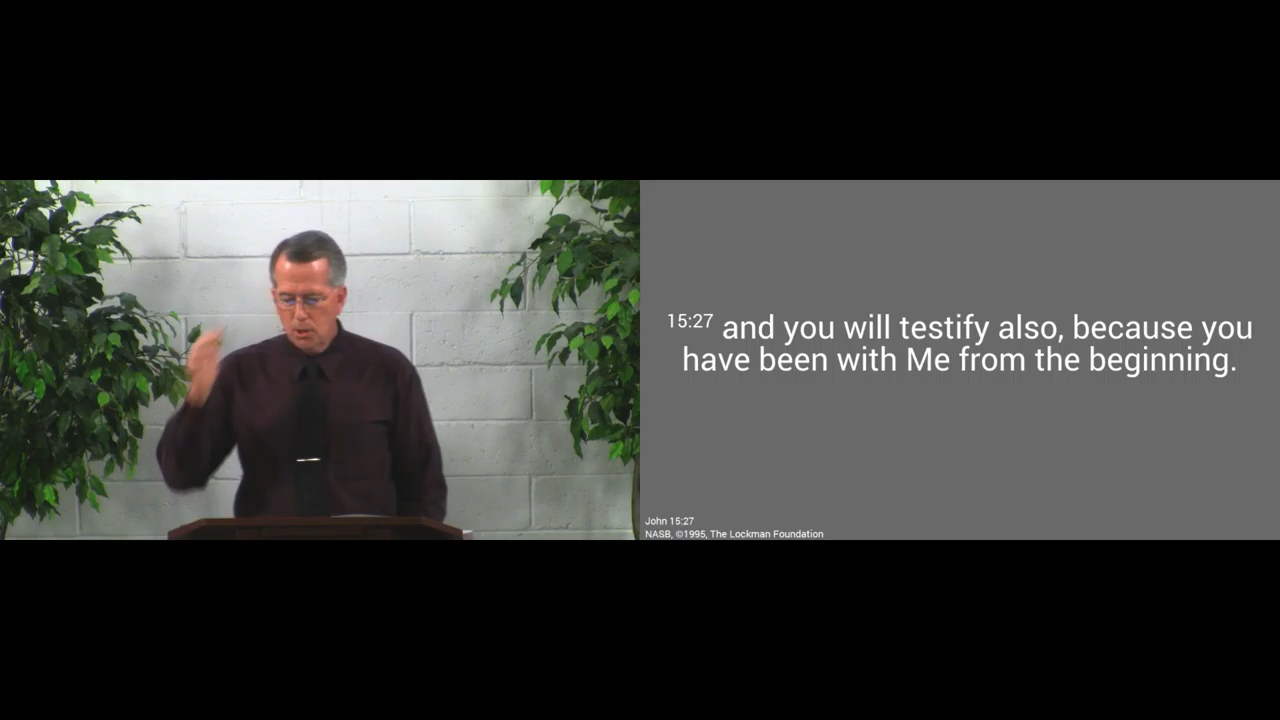 15:27 and you will testify also, because you
have been with Me from the beginning.
John 15:27
NASB, ©1995, The Lockman Foundation